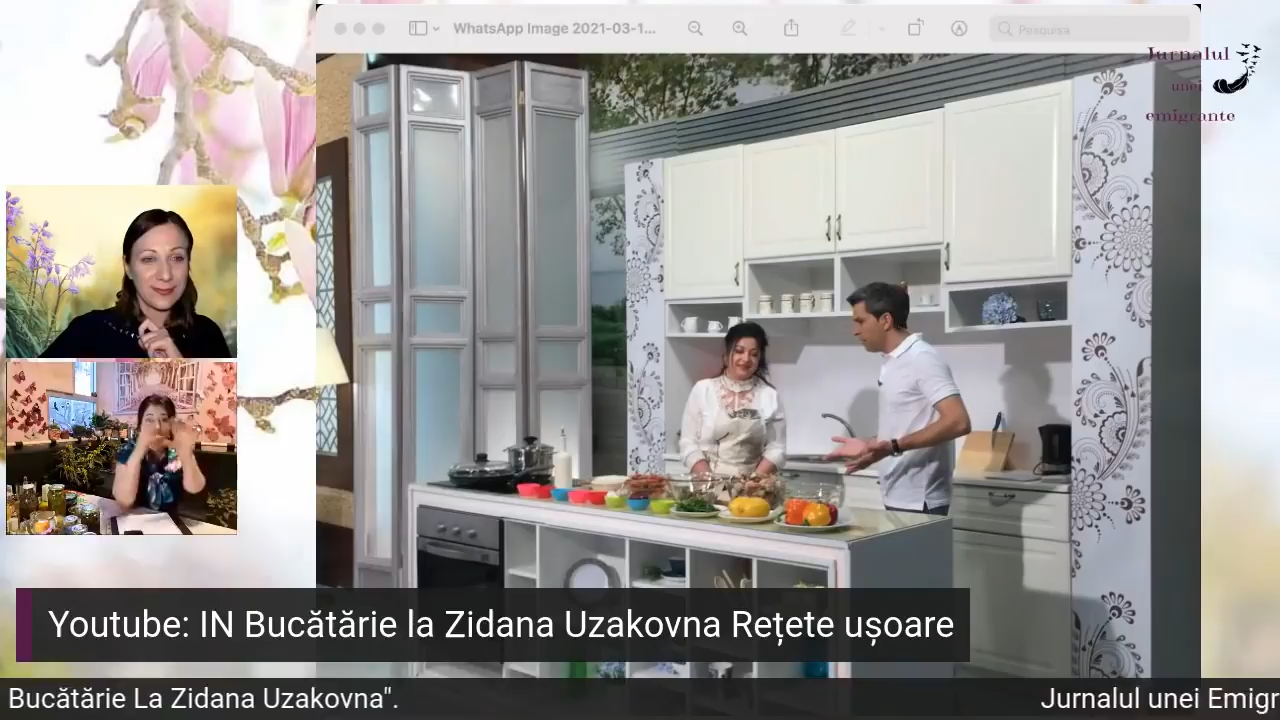 WhatsApp Image 2021-03-1...
Pesquisa
Jurnalul
unei
emigrante
Youtube: IN Bucătărie la Zidana Uzakovna Rețete ușoare
Bucătărie La Zidana Uzakovna".
Jurnalul unei Emigr